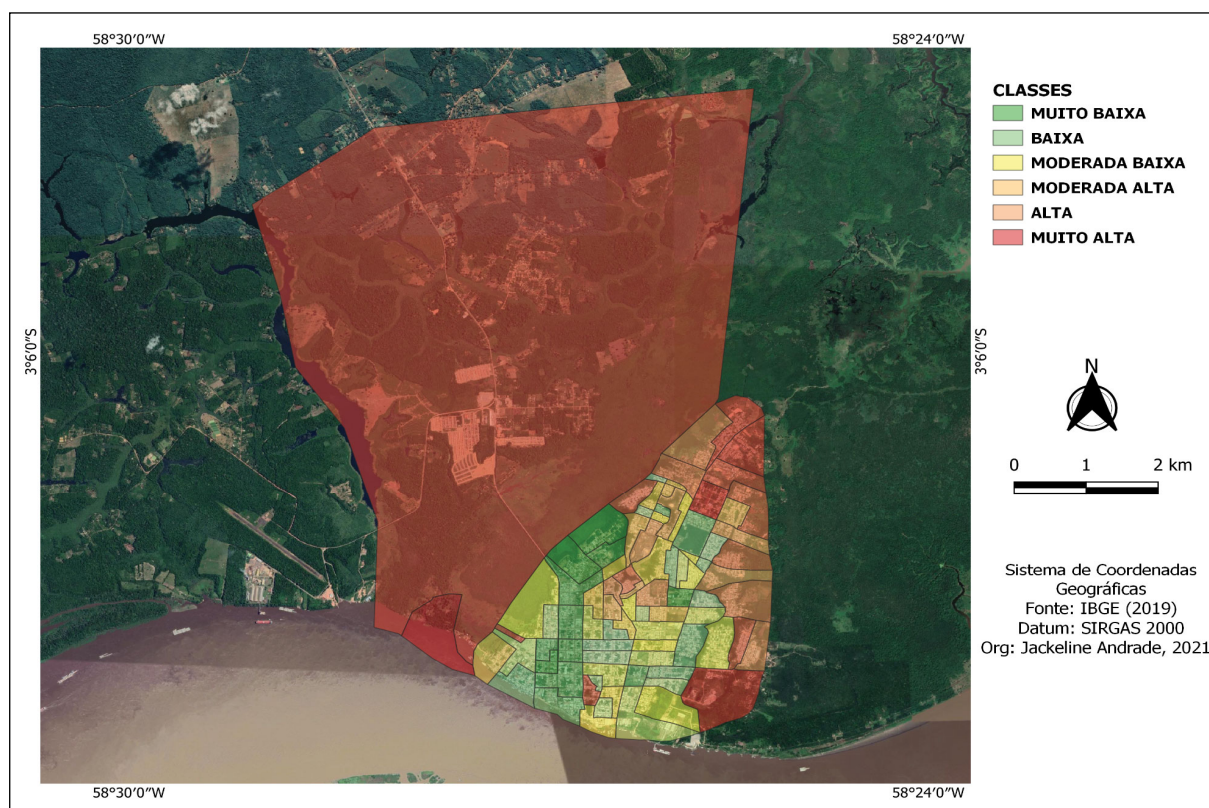 58°30′0″W
58°24′0″W
CLASSES
MUITO BAIXA
BAIXA
MODERADA BAIXA
MODERADA ALTA
ALTA
MUITO ALTA
3°6′0″S
3°6′0″S
N
0 1 2 km
Sistema de Coordenadas
Geográficas
Fonte: IBGE (2019)
Datum: SIRGAS 2000
Org: Jackeline Andrade, 2021
58°30′0″W
58°24′0″W